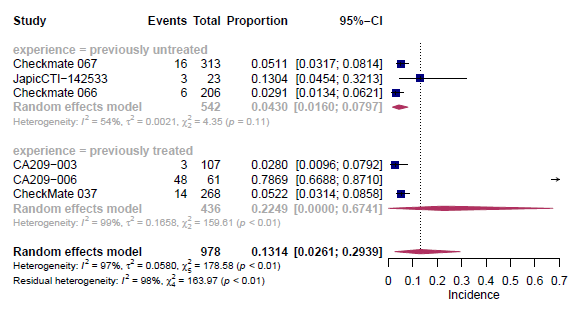 Study Events Total Proportion 95%−CI
experience = previously untreated
Checkmate 067 16 313 0.0511 [0.0317; 0.0814]
JapicCTI−142533 3 23 0.1304 [0.0454; 0.3213]
Checkmate 066 6 206 0.0291 [0.0134; 0.0621]
Random effects model 542 0.0430 [0.0160; 0.0797]
Heterogeneity: I² = 54%, τ² = 0.0021, χ²₂ = 4.35 (p = 0.11)
experience = previously treated
CA209−003 3 107 0.0280 [0.0096; 0.0792]
CA209−006 48 61 0.7869 [0.6688; 0.8710]
CheckMate 037 14 268 0.0522 [0.0314; 0.0858]
Random effects model 436 0.2249 [0.0000; 0.6741]
Heterogeneity: I² = 99%, τ² = 0.1658, χ²₂ = 159.61 (p < 0.01)
Random effects model 978 0.1314 [0.0261; 0.2939]
Heterogeneity: I² = 97%, τ² = 0.0580, χ²₅ = 178.58 (p < 0.01)
Residual heterogeneity: I² = 98%, χ²₄ = 163.97 (p < 0.01)
0 0.1 0.2 0.3 0.4 0.5 0.6 0.7
Incidence